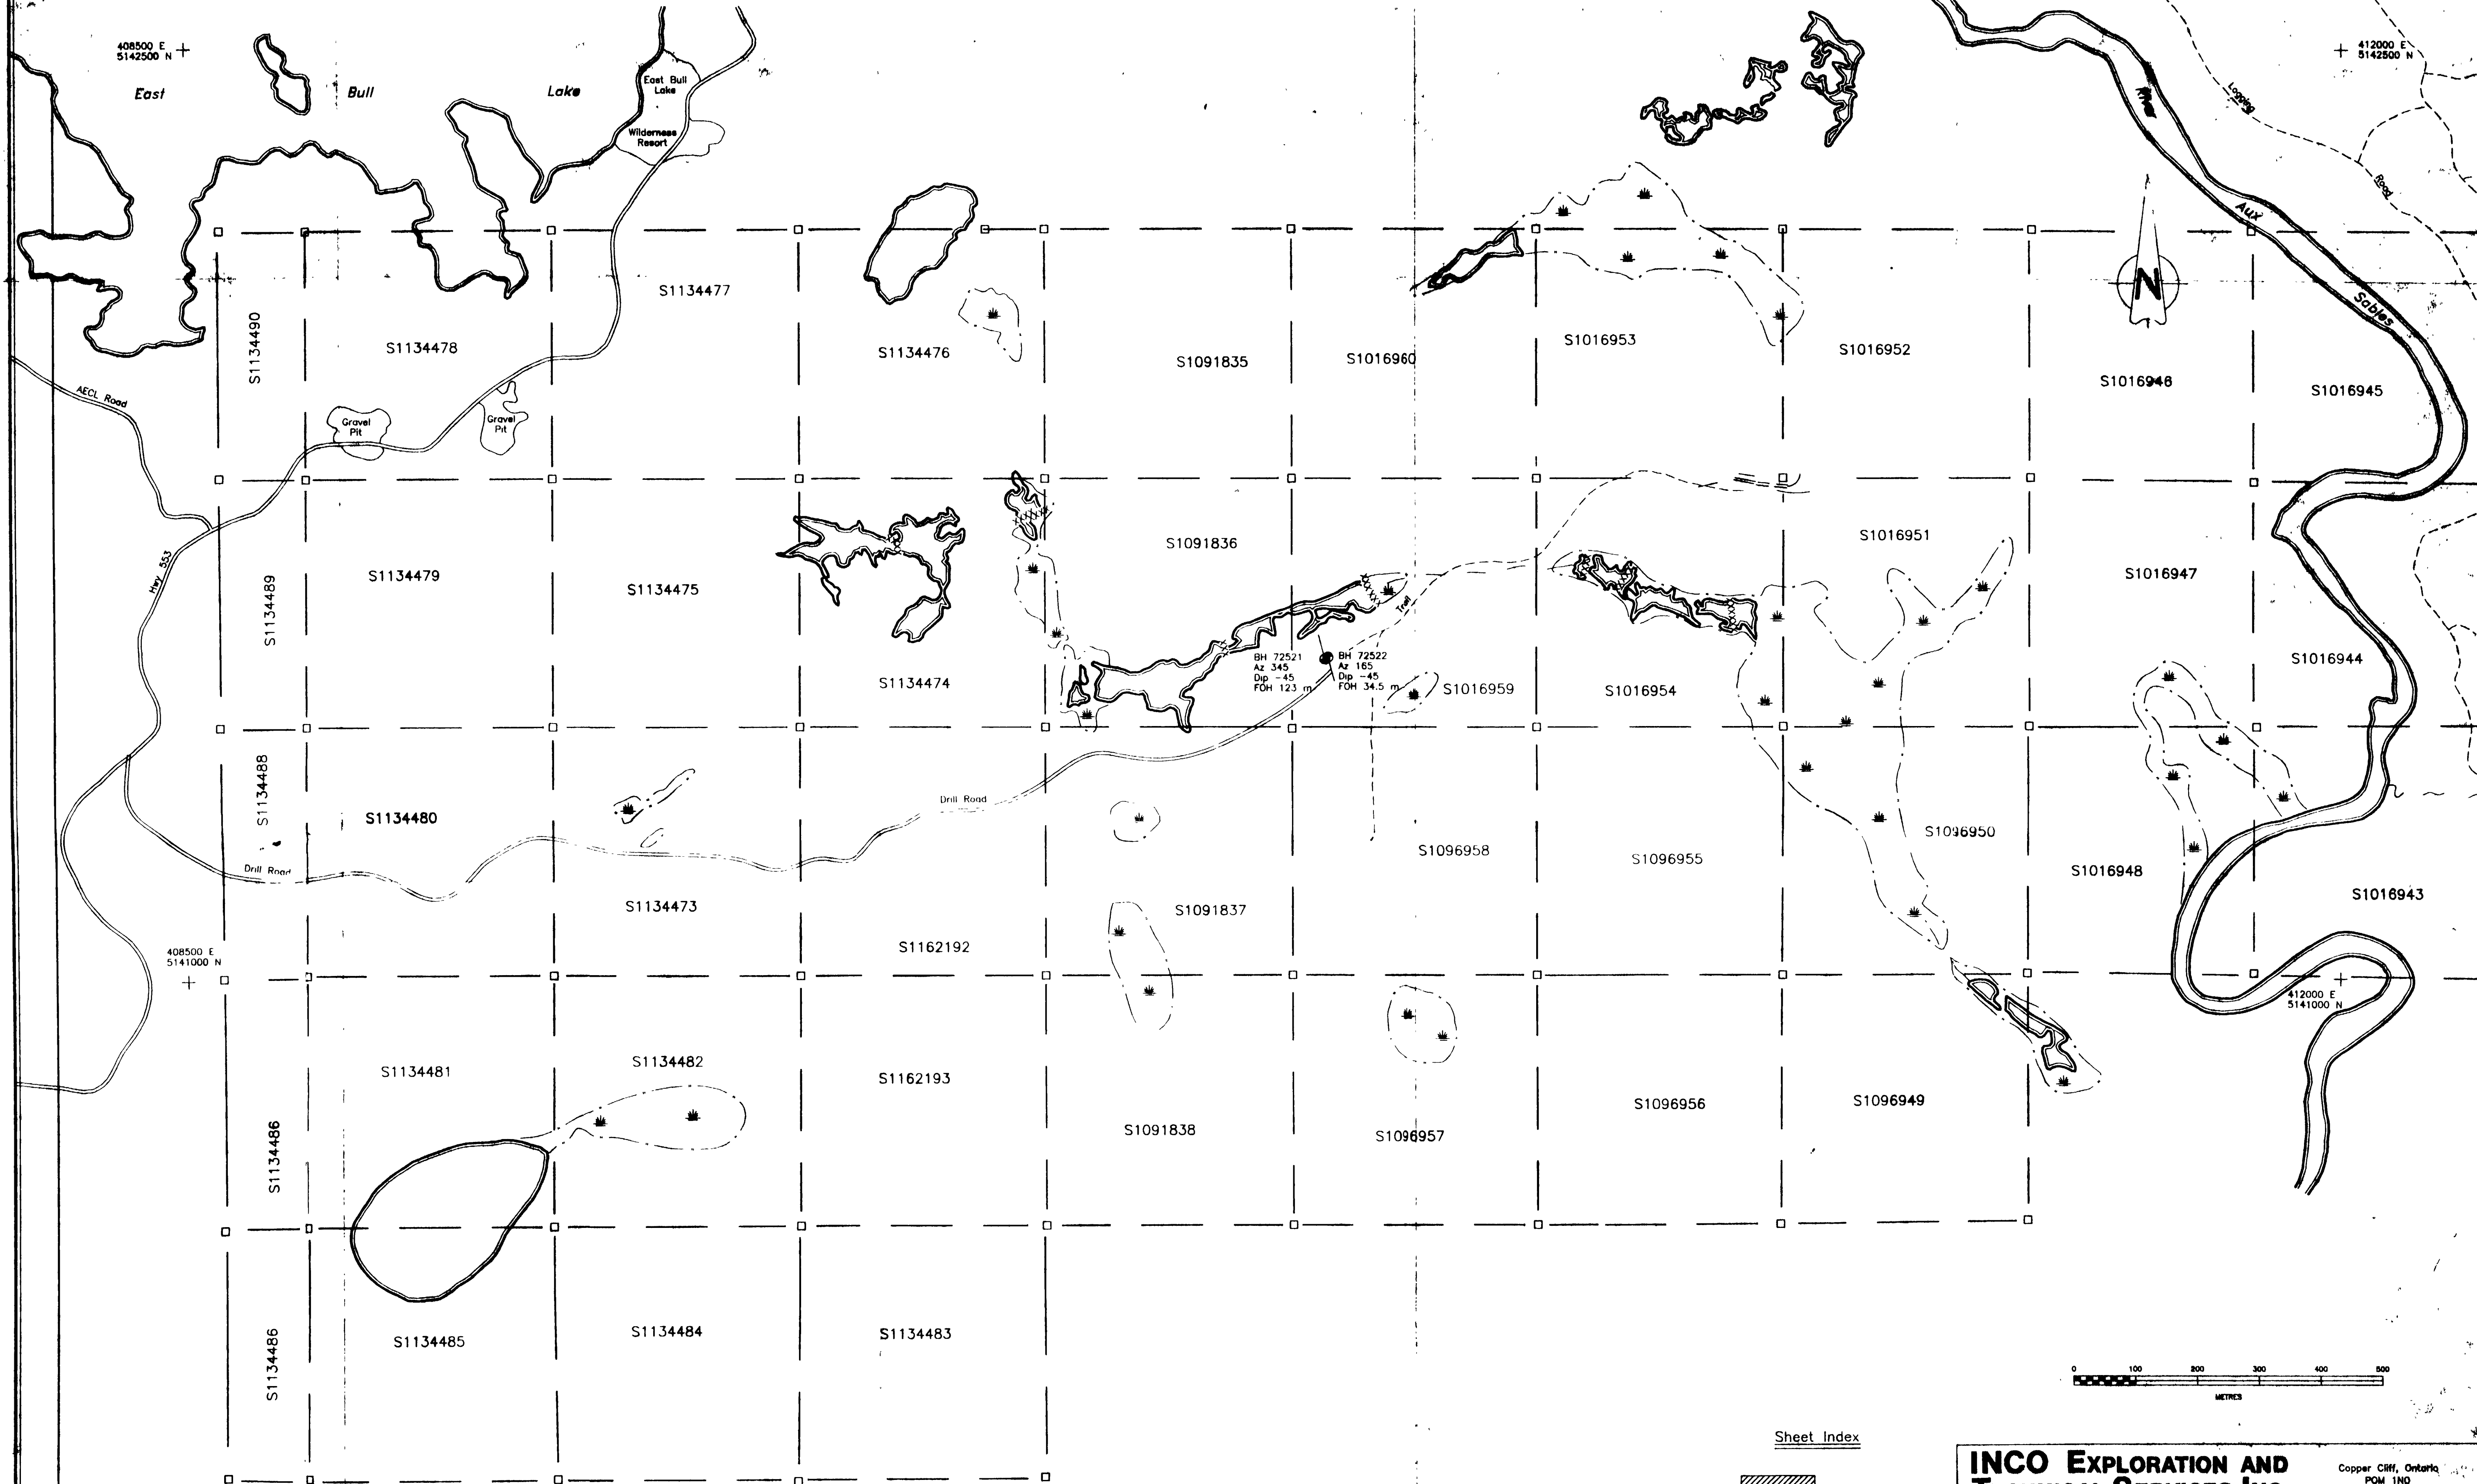 408500 E
5142500 N
East Bull Lake
East Bull
Lake
Wilderness
Resort
412000 E
5142500 N
Logging
Road
River
Aux
Sables
N
S1134490
S1134478
S1134477
S1134476
S1091835
S1016960
S1016953
S1016952
S1016946
S1016945
AECL Road
Gravel
Pit
Gravel
Pit
Hwy 553
S1134489
S1134479
S1134475
S1134474
S1091836
S1016959
S1016954
S1016951
S1016947
S1016944
Trail
BH 72521
Az 345
Dip -45
FOH 123 m
BH 72522
Az 165
Dip -45
FOH 34.5 m
S1134488
S1134480
Drill Road
Drill Road
S1134473
S1162192
S1091837
S1096958
S1096955
S1096950
S1016948
S1016943
408500 E
5141000 N
412000 E
5141000 N
S1134486
S1134481
S1134482
S1162193
S1091838
S1096957
S1096956
S1096949
S1134486
S1134485
S1134484
S1134483
0 100 200 300 400 500
METRES
Sheet Index
INCO EXPLORATION AND
Copper Cliff, Ontario
P0M 1N0